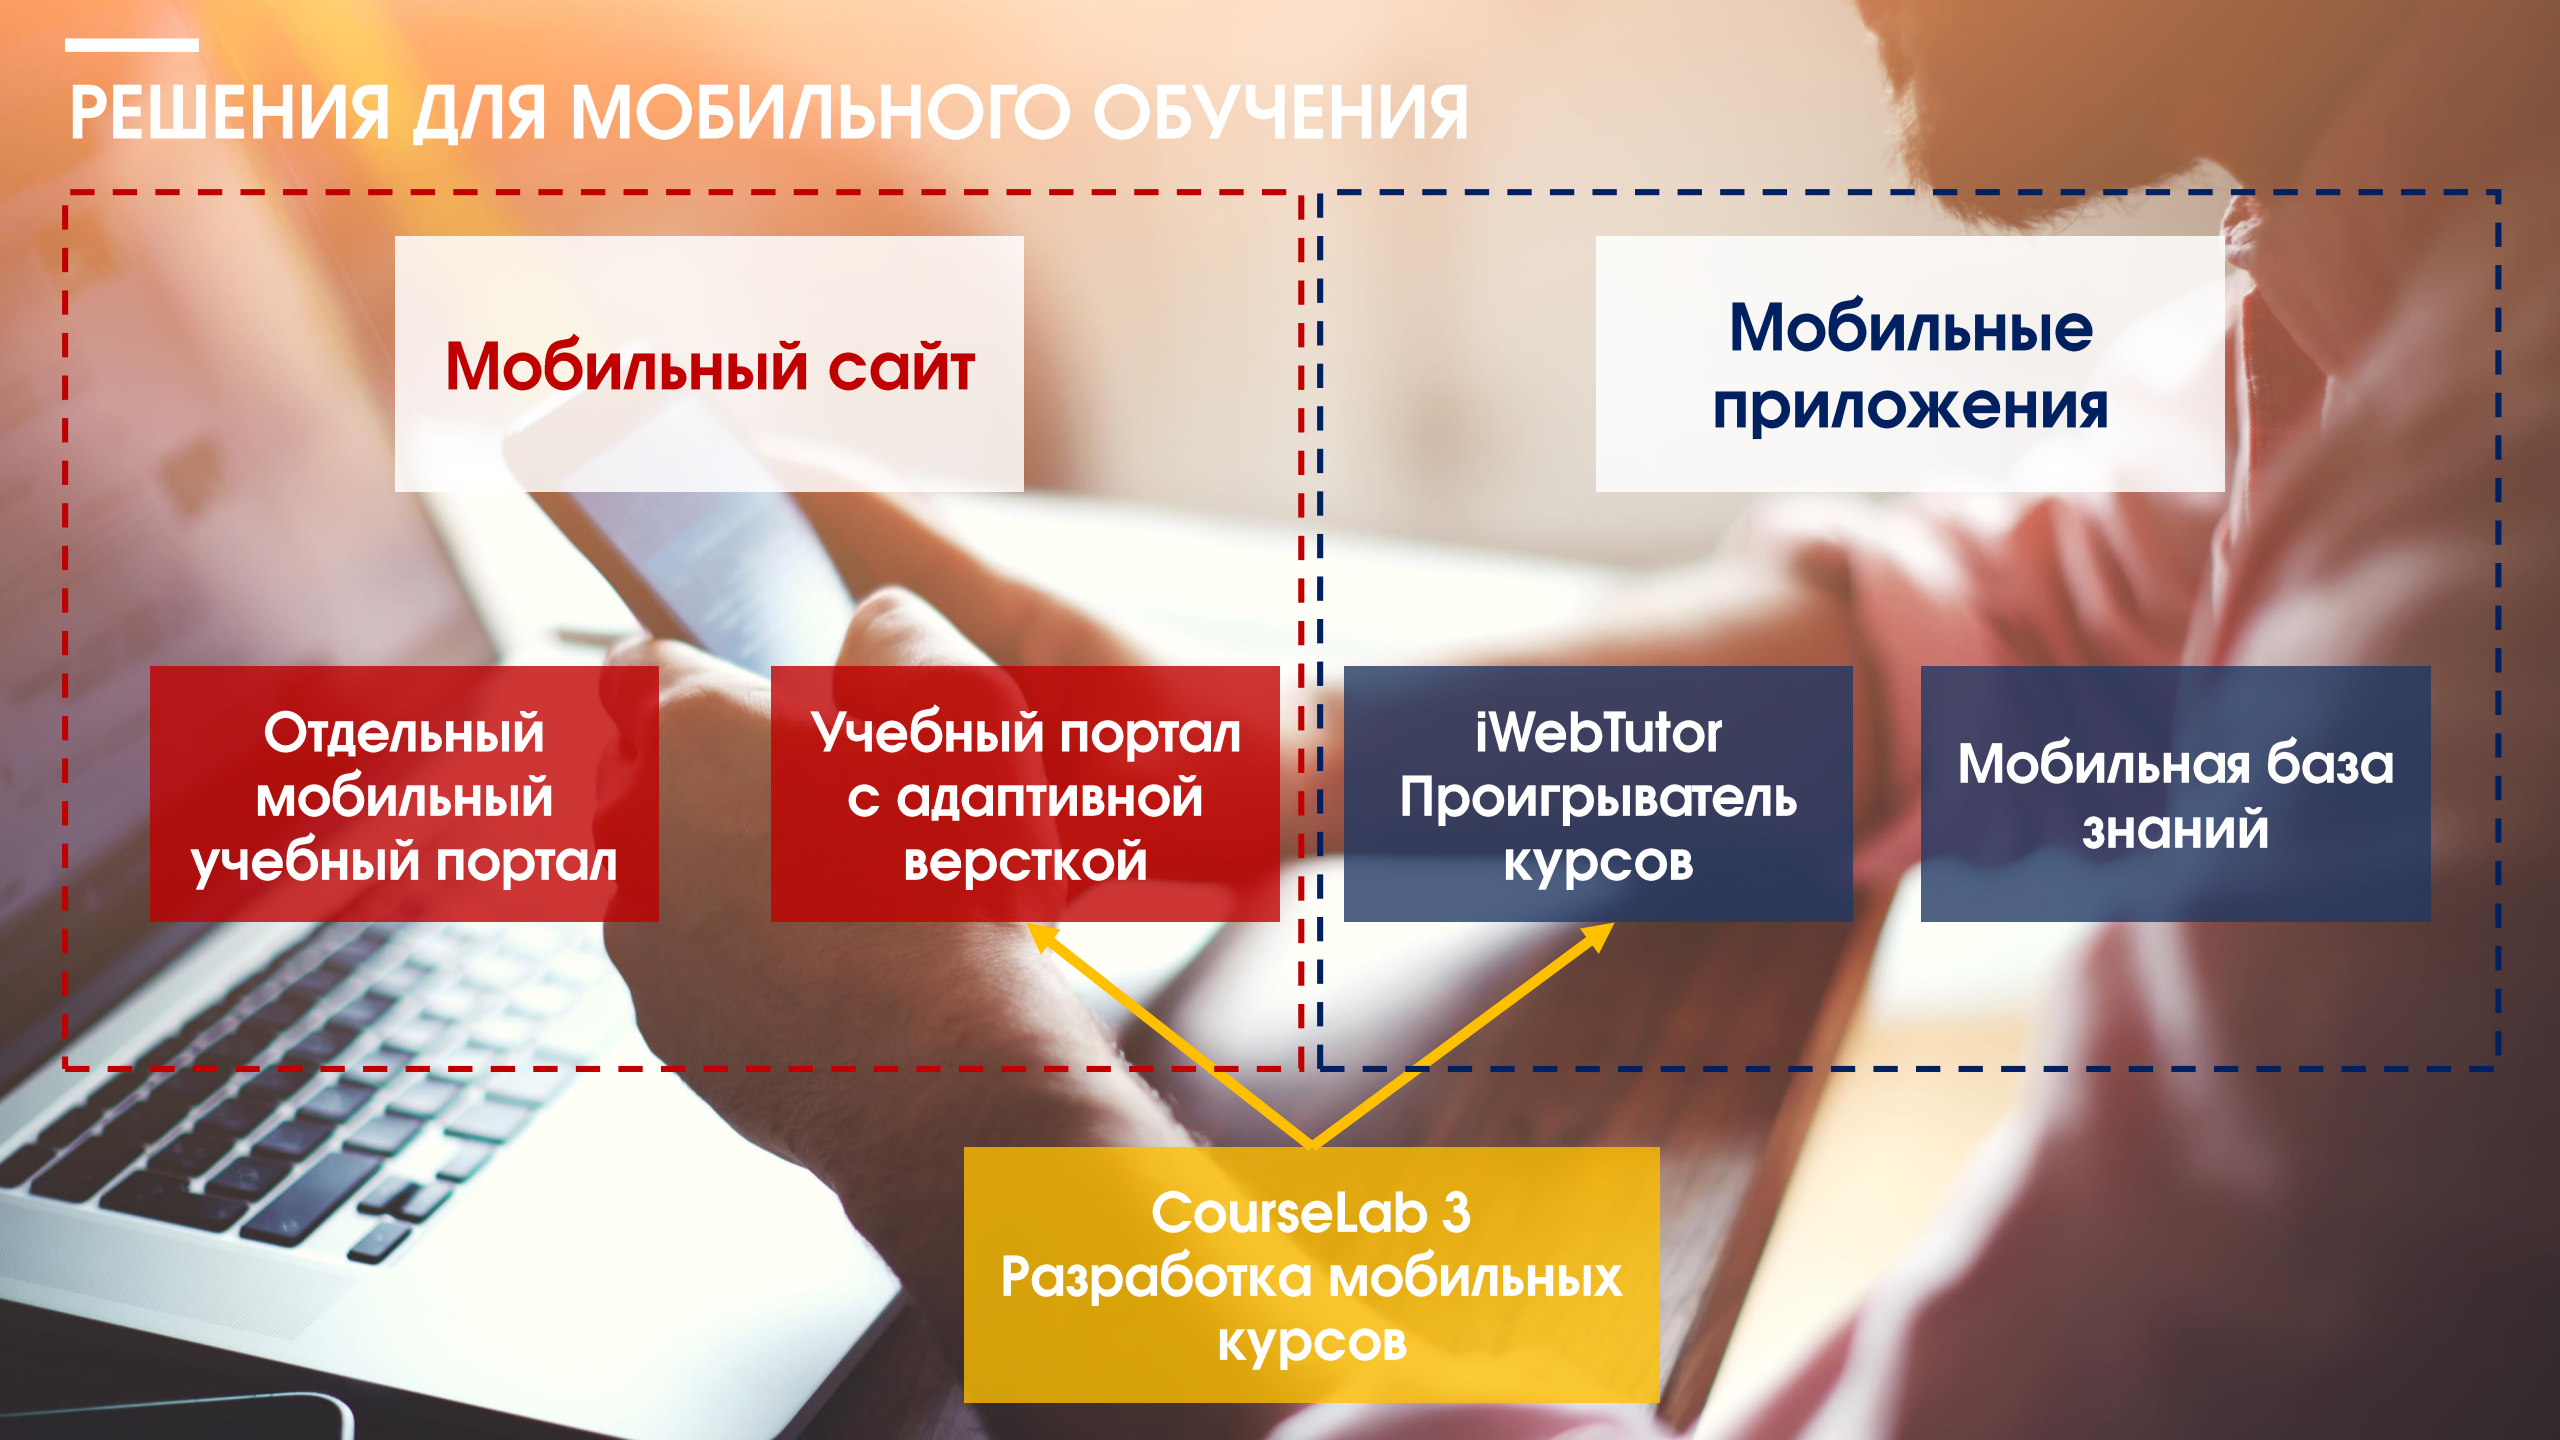 РЕШЕНИЯ ДЛЯ МОБИЛЬНОГО ОБУЧЕНИЯ
Мобильный сайт
Мобильные
приложения
Отдельный
мобильный
учебный портал
Учебный портал
с адаптивной
версткой
iWebTutor
Проигрыватель
курсов
Мобильная база
знаний
CourseLab 3
Разработка мобильных
курсов